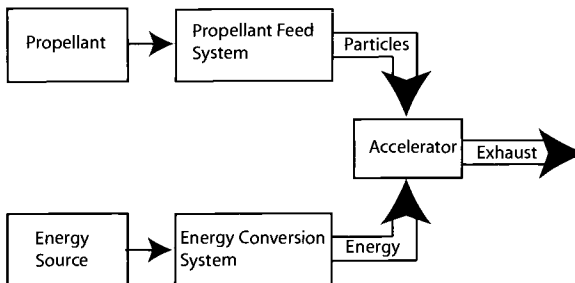 Propellant
Propellant Feed
System
Particles
Accelerator
Exhaust
Energy
Source
Energy Conversion
System
Energy